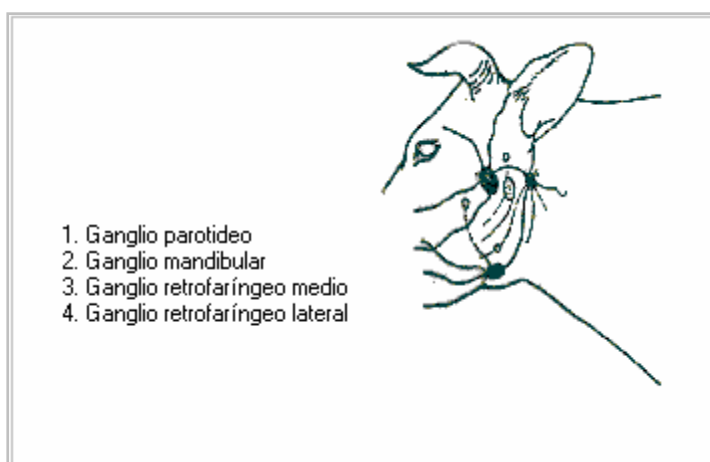 1. Ganglio parotideo
2. Ganglio mandibular
3. Ganglio retrofaríngeo medio
4. Ganglio retrofaríngeo lateral